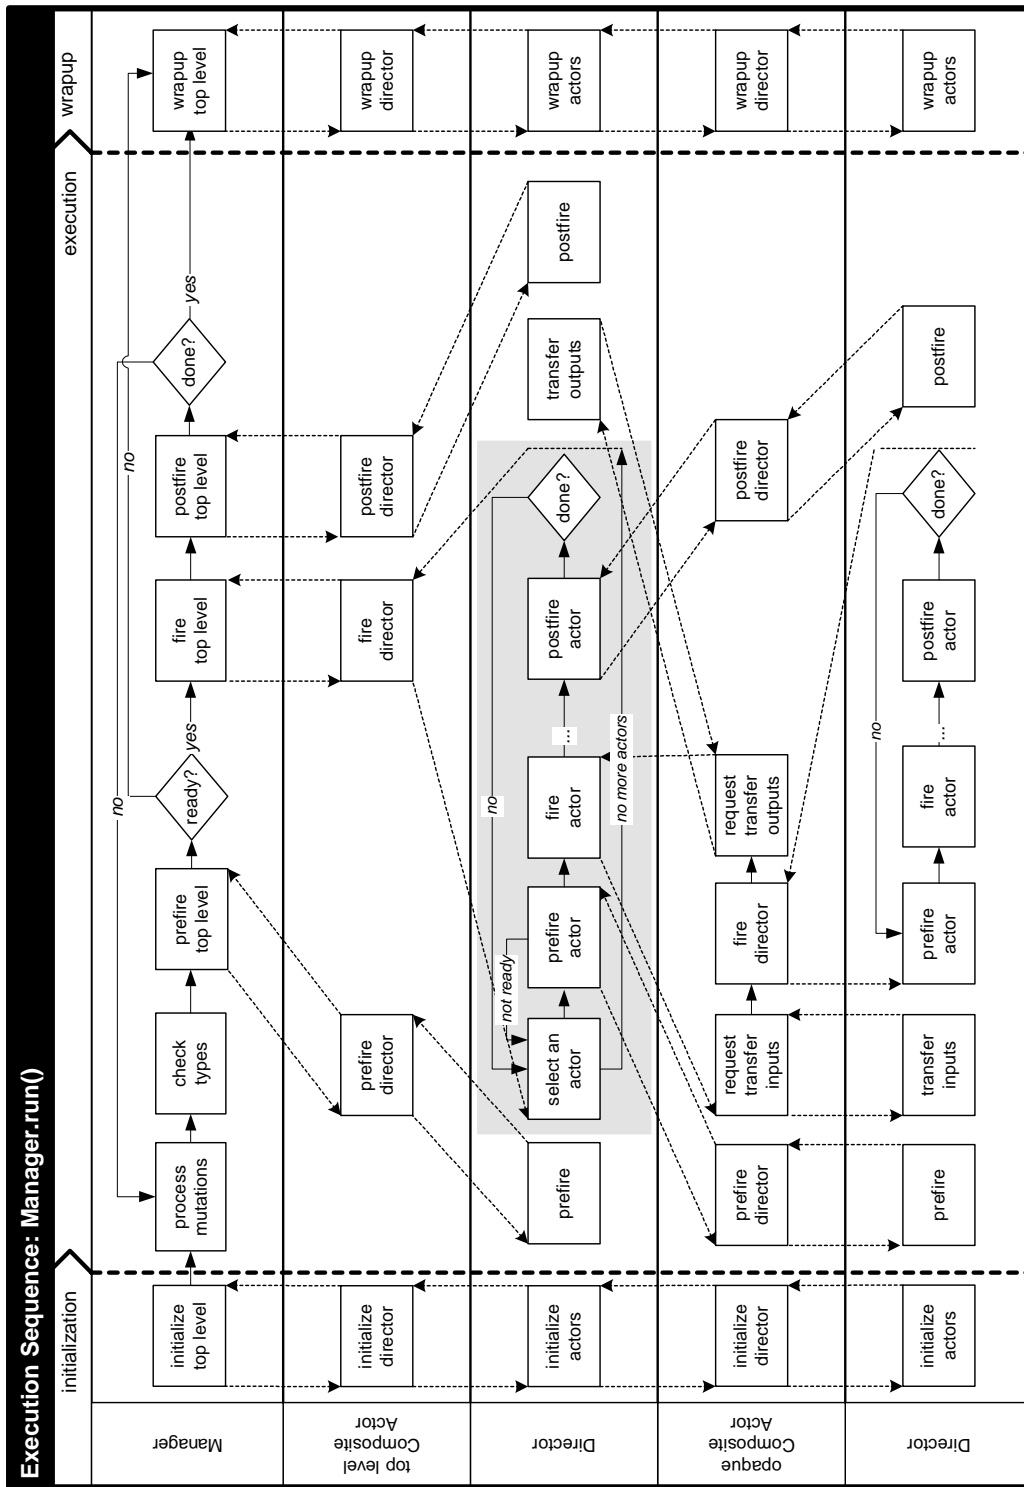 Execution Sequence: Manager.run()
initialization
execution
wrapup
Manager
initialize
top level
process
mutations
check
types
prefire
top level
ready?
yes
no
no
fire
top level
postfire
top level
done?
yes
wrapup
top level
top level
Composite
Actor
initialize
director
prefire
director
fire
director
postfire
director
wrapup
director
Director
initialize
actors
prefire
select an
actor
not ready
prefire
actor
fire
actor
...
no
no more actors
postfire
actor
done?
transfer
outputs
postfire
wrapup
actors
opaque
Composite
Actor
initialize
director
prefire
director
request
transfer
inputs
fire
director
request
transfer
outputs
postfire
director
wrapup
director
Director
initialize
actors
prefire
transfer
inputs
prefire
actor
fire
actor
...
no
postfire
actor
done?
postfire
wrapup
actors